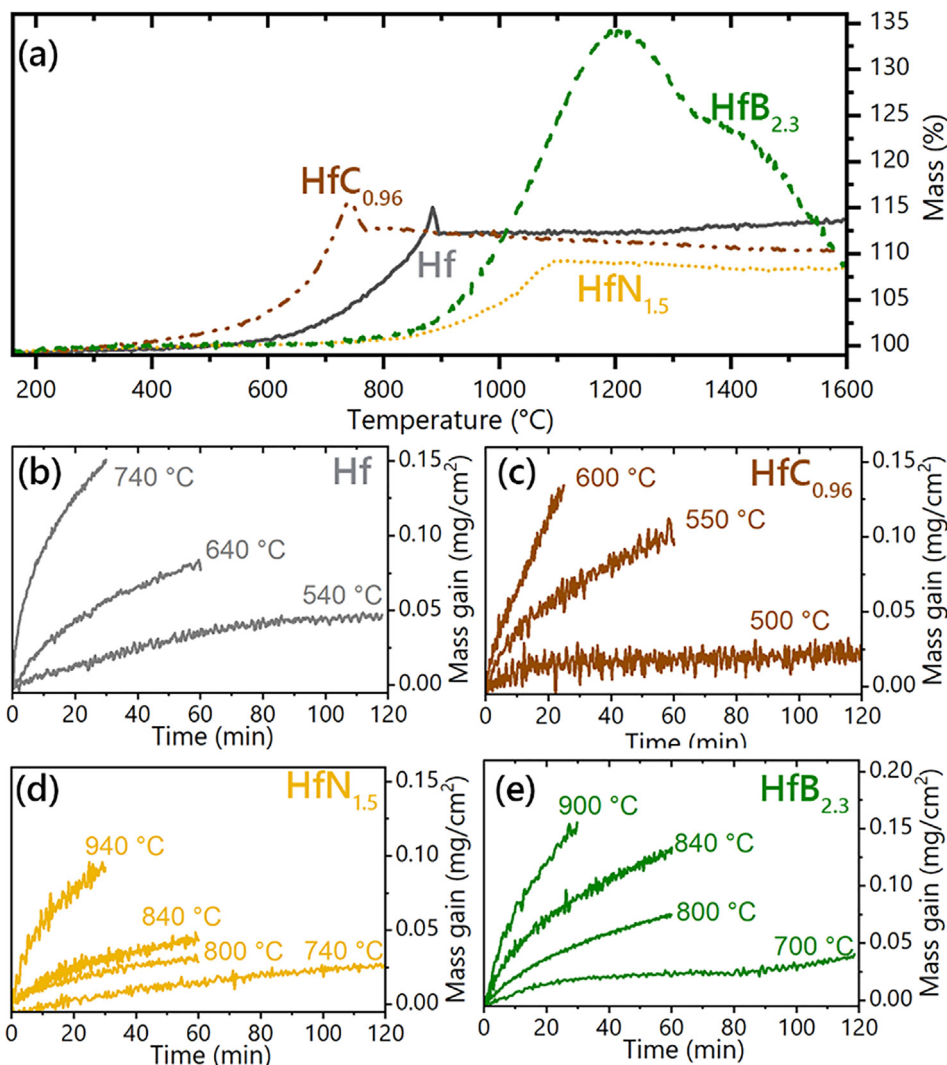 (a)
HfC0.96
Hf
HfB2.3
HfN1.5
135
130
125
120
115
110
105
100
Mass (%)
200 400 600 800 1000 1200 1400 1600
Temperature (°C)
(b)
Hf
740 °C
640 °C
540 °C
0.15
0.10
0.05
0.00
Mass gain (mg/cm²)
0 20 40 60 80 100 120
Time (min)
(c)
HfC0.96
600 °C
550 °C
500 °C
0.15
0.10
0.05
0.00
Mass gain (mg/cm²)
0 20 40 60 80 100 120
Time (min)
(d)
HfN1.5
940 °C
840 °C
800 °C
740 °C
0.15
0.10
0.05
0.00
Mass gain (mg/cm²)
0 20 40 60 80 100 120
Time (min)
(e)
HfB2.3
900 °C
840 °C
800 °C
700 °C
0.20
0.15
0.10
0.05
0.00
Mass gain (mg/cm²)
0 20 40 60 80 100 120
Time (min)